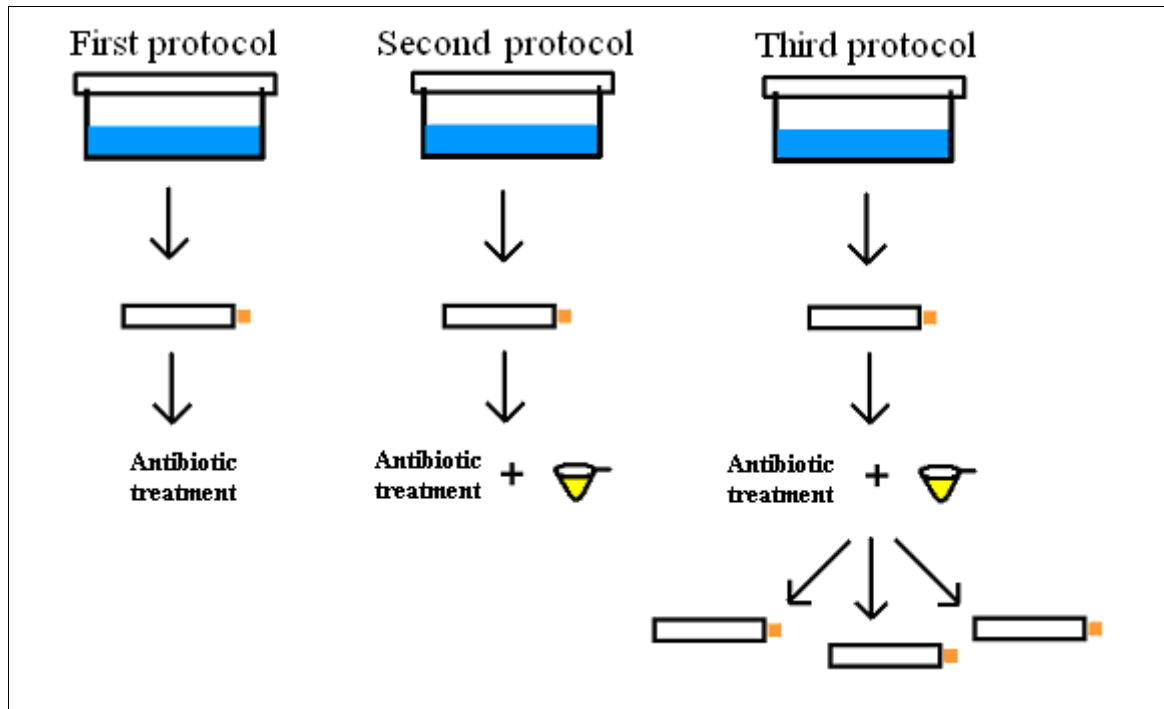 First protocol
Second protocol
Third protocol
Antibiotic
treatment
Antibiotic
treatment
+
Antibiotic
treatment
+